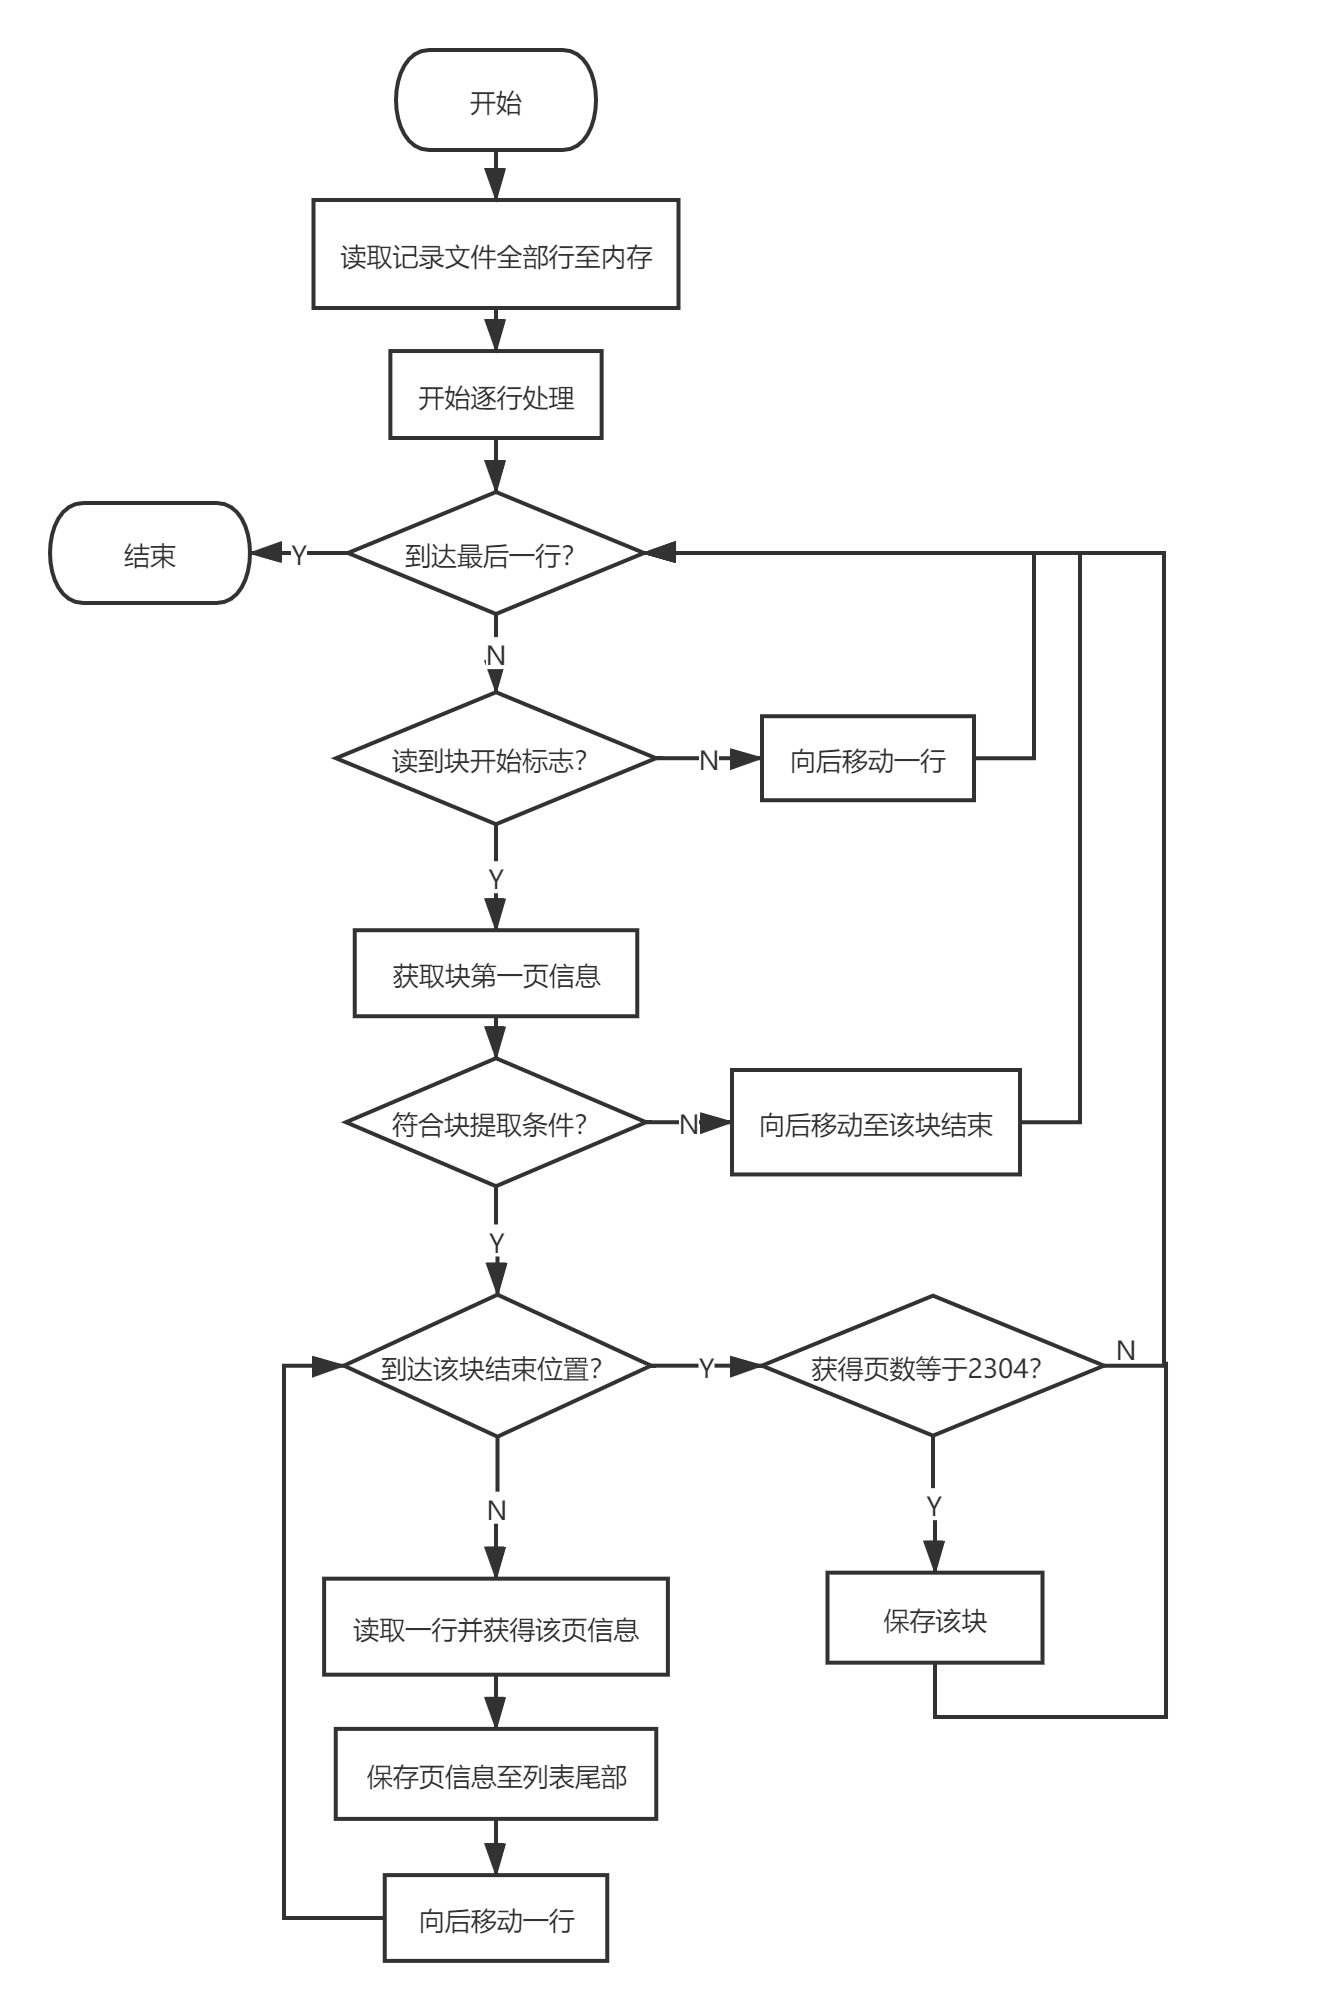 开始
读取记录文件全部行至内存
开始逐行处理
到达最后一行？
Y
结束
N
读到块开始标志？
N
向后移动一行
Y
获取块第一页信息
符合块提取条件？
N
向后移动至该块结束
Y
到达该块结束位置？
Y
获得页数等于2304？
N
N
Y
读取一行并获得该页信息
保存该块
保存页信息至列表尾部
向后移动一行